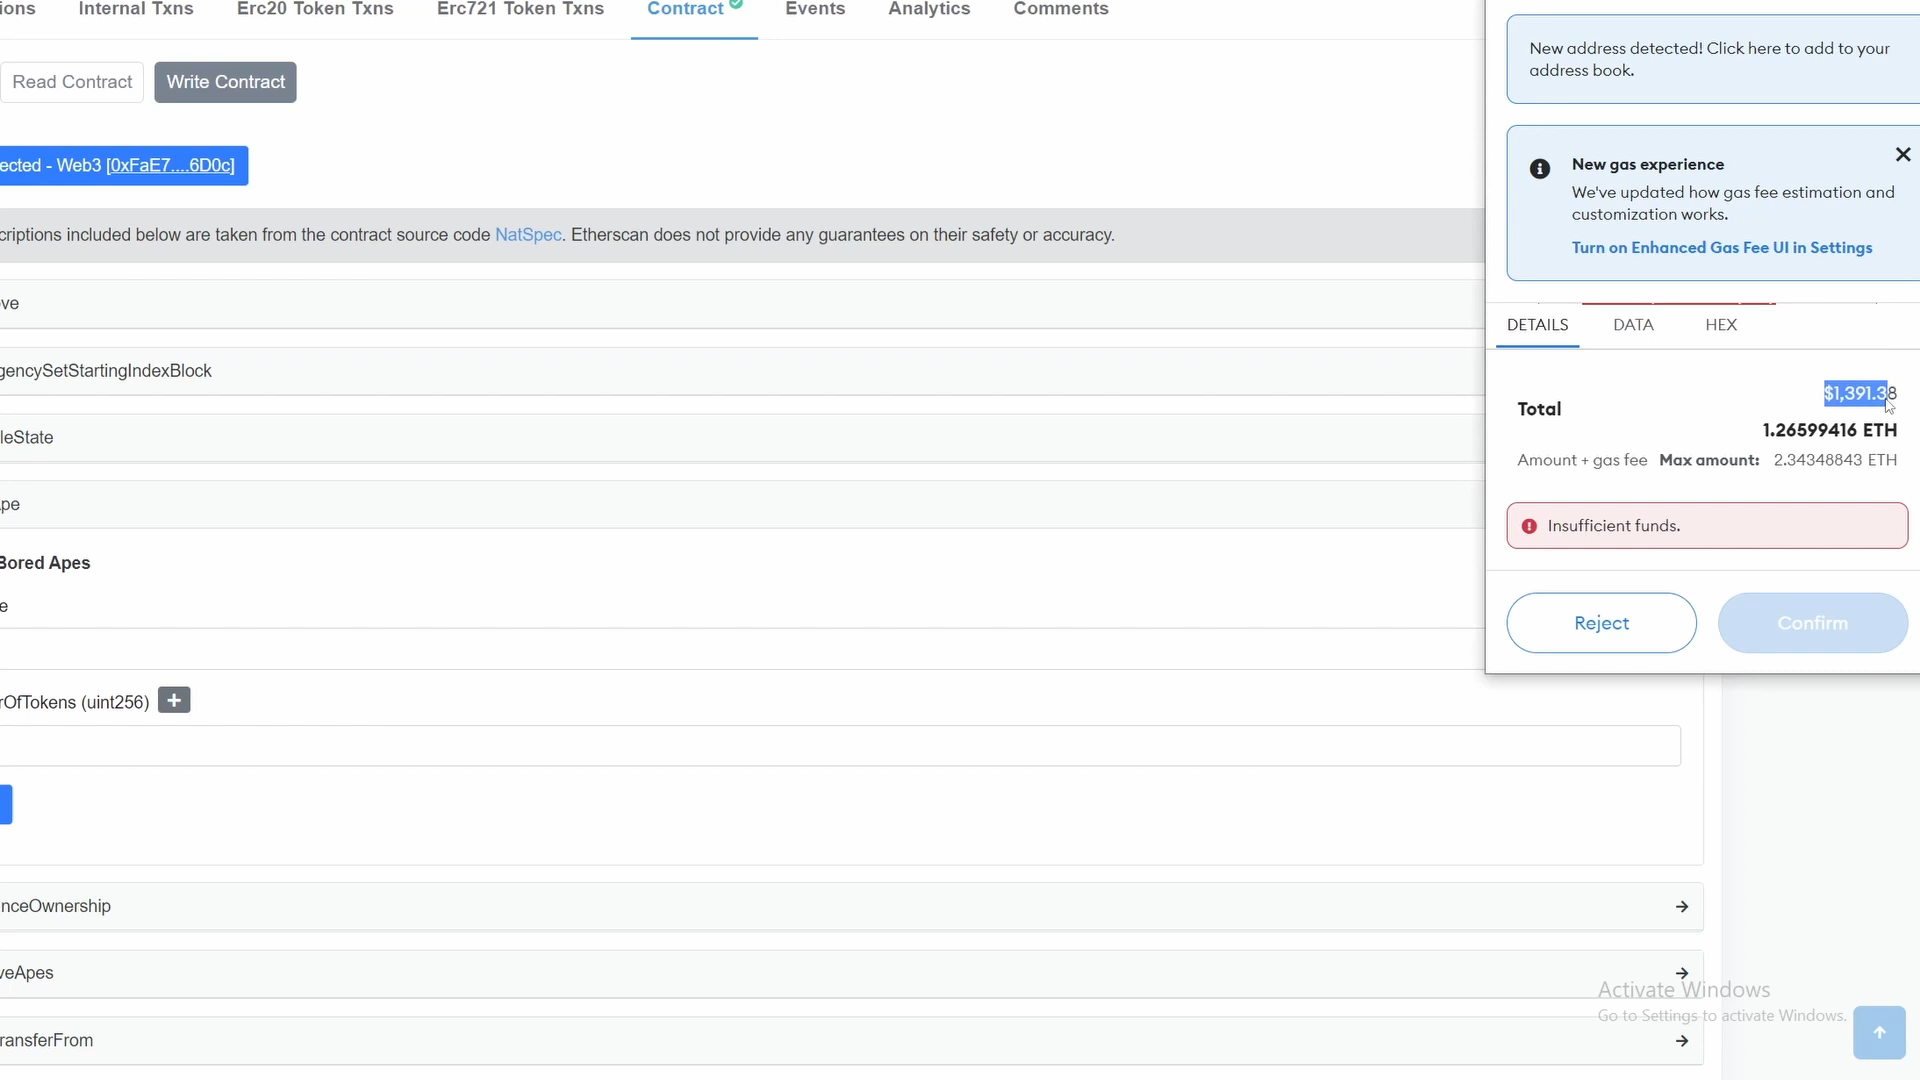 ions Internal Txns Erc20 Token Txns Erc721 Token Txns Contract Events Analytics Comments
Read Contract Write Contract
ected - Web3 [0xFaE7....6D0c]
criptions included below are taken from the contract source code NatSpec. Etherscan does not provide any guarantees on their safety or accuracy.
ve
gencySetStartingIndexBlock
leState
pe
Bored Apes
e
rOfTokens (uint256) +
nceOwnership
veApes
ransferFrom
New address detected! Click here to add to your
address book.
New gas experience
We've updated how gas fee estimation and
customization works.
Turn on Enhanced Gas Fee UI in Settings
DETAILS DATA HEX
$1,391.38
Total
1.26599416 ETH
Amount + gas fee Max amount: 2.34348843 ETH
Insufficient funds.
Reject Confirm
Activate Windows
Go to Settings to activate Windows.